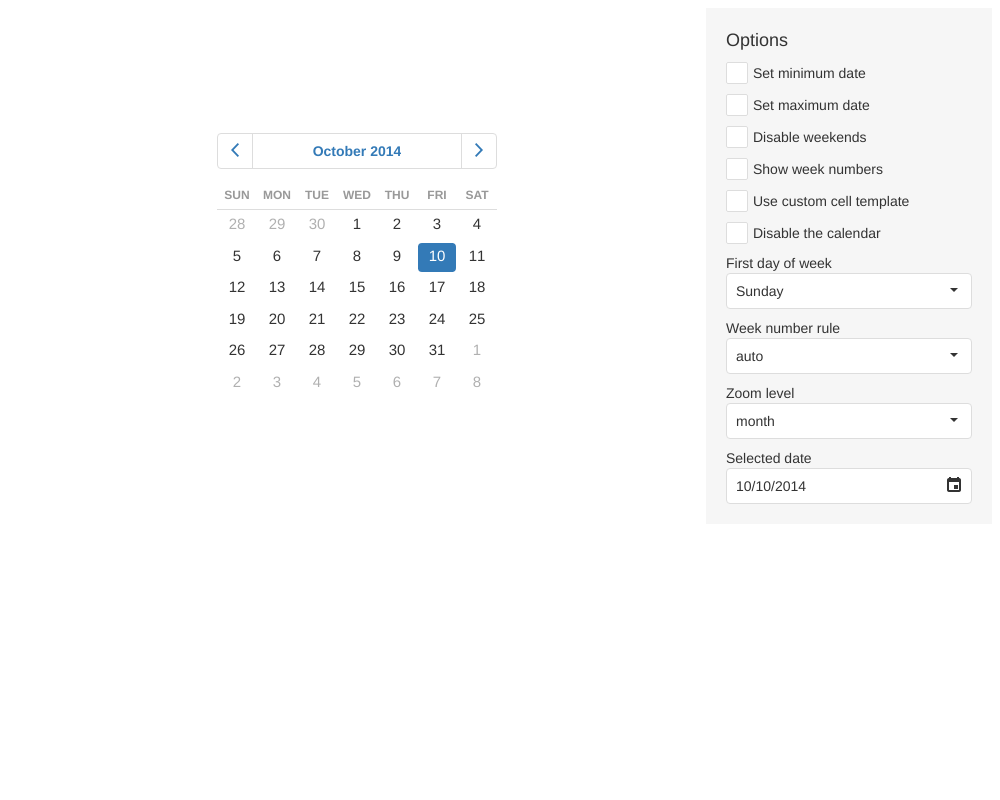 October 2014
SUN MON TUE WED THU FRI SAT
28 29 30 1 2 3 4
5 6 7 8 9 10 11
12 13 14 15 16 17 18
19 20 21 22 23 24 25
26 27 28 29 30 31 1
2 3 4 5 6 7 8
Options
Set minimum date
Set maximum date
Disable weekends
Show week numbers
Use custom cell template
Disable the calendar
First day of week
Sunday
Week number rule
auto
Zoom level
month
Selected date
10/10/2014